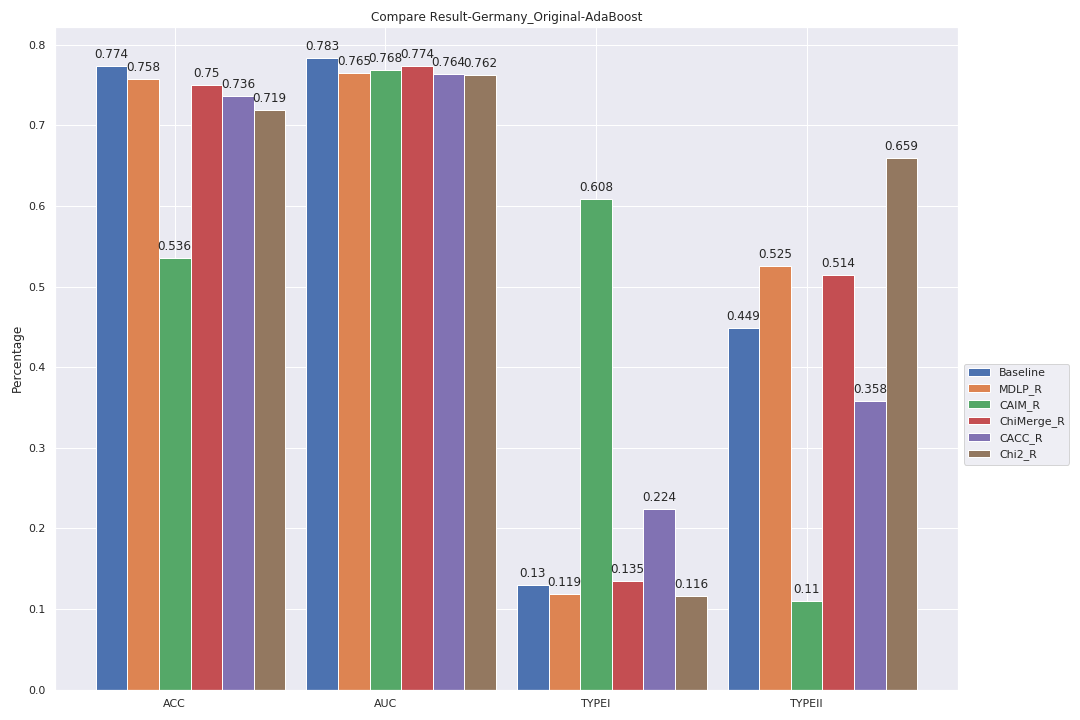 Compare Result-Germany_Original-AdaBoost
Percentage
0.8
0.7
0.6
0.5
0.4
0.3
0.2
0.1
0.0
0.774
0.758
0.536
0.75
0.736
0.719
0.783
0.765
0.768
0.774
0.764
0.762
0.13
0.119
0.608
0.135
0.224
0.116
0.449
0.525
0.11
0.514
0.358
0.659
ACC
AUC
TYPEI
TYPEII
Baseline
MDLP_R
CAIM_R
ChiMerge_R
CACC_R
Chi2_R